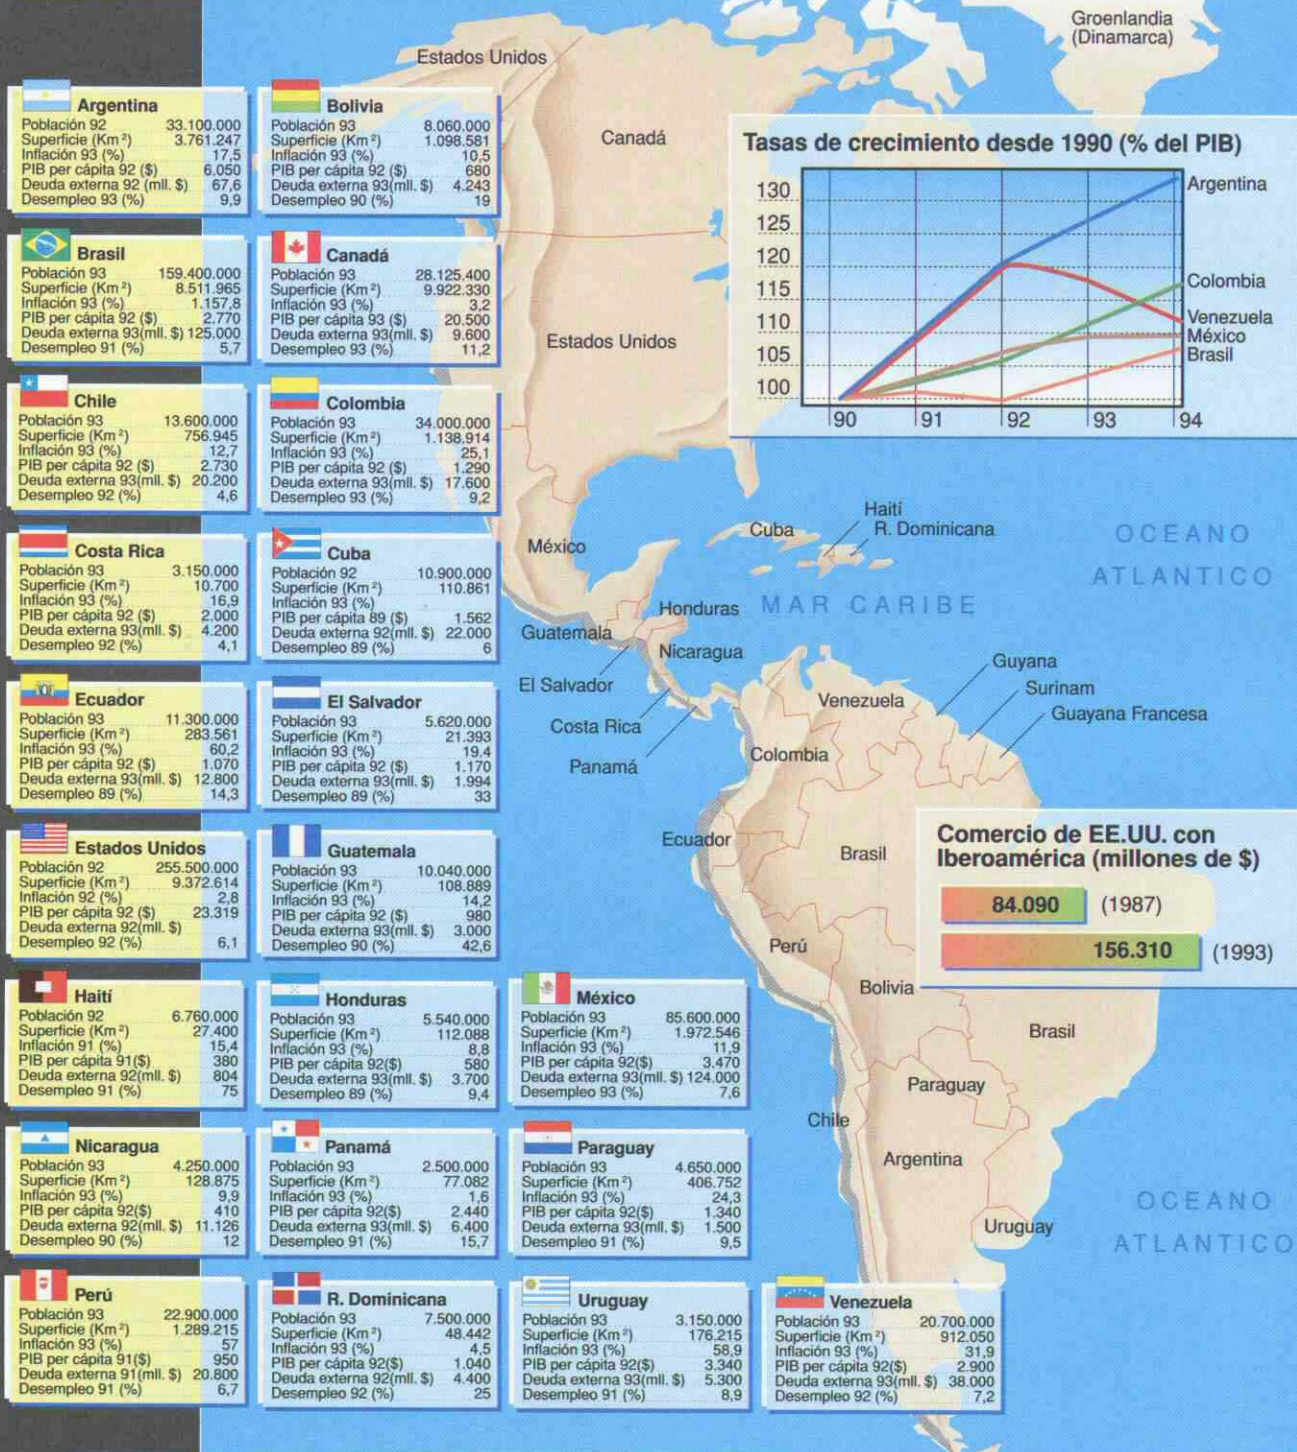 Groenlandia
(Dinamarca)
Estados Unidos
Canadá
Estados Unidos
México
Cuba
Haití
R. Dominicana
OCEANO
ATLANTICO
MAR CARIBE
Honduras
Guatemala
Nicaragua
El Salvador
Costa Rica
Panamá
Guyana
Surinam
Guayana Francesa
Venezuela
Colombia
Ecuador
Brasil
Perú
Bolivia
Brasil
Paraguay
Chile
Argentina
Uruguay
OCEANO
ATLANTICO
Tasas de crecimiento desde 1990 (% del PIB)
130
125
120
115
110
105
100
90 91 92 93 94
Argentina
Colombia
Venezuela
México
Brasil
Comercio de EE.UU. con
Iberoamérica (millones de $)
84.090 (1987)
156.310 (1993)
Argentina
Población 92 33.100.000
Superficie (Km²) 3.761.247
Inflación 93 (%) 17,5
PIB per cápita 92 ($) 6.050
Deuda externa 92 (mll. $) 67,6
Desempleo 93 (%) 9,9
Bolivia
Población 93 8.060.000
Superficie (Km²) 1.098.581
Inflación 93 (%) 10,5
PIB per cápita 92 ($) 680
Deuda externa 93(mll. $) 4.243
Desempleo 90 (%) 19
Brasil
Población 93 159.400.000
Superficie (Km²) 8.511.965
Inflación 93 (%) 1.157,8
PIB per cápita 92 ($) 2.770
Deuda externa 93(mll. $) 125.000
Desempleo 91 (%) 5,7
Canadá
Población 93 28.125.400
Superficie (Km²) 9.922.330
Inflación 93 (%) 3,2
PIB per cápita 93 ($) 20.500
Deuda externa 93(mll. $) 9.600
Desempleo 93 (%) 11,2
Chile
Población 93 13.600.000
Superficie (Km²) 756.945
Inflación 93 (%) 12,7
PIB per cápita 92 ($) 2.730
Deuda externa 93(mll. $) 20.200
Desempleo 92 (%) 4,6
Colombia
Población 93 34.000.000
Superficie (Km²) 1.138.914
Inflación 93 (%) 25,1
PIB per cápita 92 ($) 1.290
Deuda externa 93(mll. $) 17.600
Desempleo 93 (%) 9,2
Costa Rica
Población 93 3.150.000
Superficie (Km²) 10.700
Inflación 93 (%) 16,9
PIB per cápita 92 ($) 2.000
Deuda externa 93(mll. $) 4.200
Desempleo 92 (%) 4,1
Cuba
Población 92 10.900.000
Superficie (Km²) 110.861
Inflación 93 (%)
PIB per cápita 89 ($) 1.562
Deuda externa 92(mll. $) 22.000
Desempleo 89 (%) 6
Ecuador
Población 93 11.300.000
Superficie (Km²) 283.561
Inflación 93 (%) 60,2
PIB per cápita 92 ($) 1.070
Deuda externa 93(mll. $) 12.800
Desempleo 89 (%) 14,3
El Salvador
Población 93 5.620.000
Superficie (Km²) 21.393
Inflación 93 (%) 19.4
PIB per cápita 92 ($) 1.170
Deuda externa 93(mll. $) 1.994
Desempleo 89 (%) 33
Estados Unidos
Población 92 255.500.000
Superficie (Km²) 9.372.614
Inflación 92 (%) 2,8
PIB per cápita 92 ($) 23.319
Deuda externa 92(mll. $)
Desempleo 92 (%) 6,1
Guatemala
Población 93 10.040.000
Superficie (Km²) 108.889
Inflación 93 (%) 14,2
PIB per cápita 92 ($) 980
Deuda externa 93(mll. $) 3.000
Desempleo 90 (%) 42,6
Haití
Población 92 6.760.000
Superficie (Km²) 27.400
Inflación 91 (%) 15,4
PIB per cápita 91($) 380
Deuda externa 92(mll. $) 804
Desempleo 91 (%) 75
Honduras
Población 93 5.540.000
Superficie (Km²) 112.088
Inflación 93 (%) 8,8
PIB per cápita 92($) 580
Deuda externa 93(mll. $) 3.700
Desempleo 89 (%) 9,4
México
Población 93 85.600.000
Superficie (Km²) 1.972.546
Inflación 93 (%) 11,9
PIB per cápita 92($) 3.470
Deuda externa 93(mll. $) 124.000
Desempleo 93 (%) 7,6
Nicaragua
Población 93 4.250.000
Superficie (Km²) 128.875
Inflación 93 (%) 9,9
PIB per cápita 92($) 410
Deuda externa 92(mll. $) 11.126
Desempleo 90 (%) 12
Panamá
Población 93 2.500.000
Superficie (Km²) 77.082
Inflación 93 (%) 1,6
PIB per cápita 92($) 2.440
Deuda externa 93(mll. $) 6.400
Desempleo 91 (%) 15,7
Paraguay
Población 93 4.650.000
Superficie (Km²) 406.752
Inflación 93 (%) 24,3
PIB per cápita 92($) 1.340
Deuda externa 93(mll. $) 1.500
Desempleo 91 (%) 9,5
Perú
Población 93 22.900.000
Superficie (Km²) 1.289.215
Inflación 93 (%) 57
PIB per cápita 91($) 950
Deuda externa 91(mll. $) 20.800
Desempleo 91 (%) 6,7
R. Dominicana
Población 93 7.500.000
Superficie (Km²) 48.442
Inflación 93 (%) 4,5
PIB per cápita 92($) 1.040
Deuda externa 92(mll. $) 4.400
Desempleo 92 (%) 25
Uruguay
Población 93 3.150.000
Superficie (Km²) 176.215
Inflación 93 (%) 58,9
PIB per cápita 92($) 3.340
Deuda externa 93(mll. $) 5.300
Desempleo 91 (%) 8,9
Venezuela
Población 93 20.700.000
Superficie (Km²) 912.050
Inflación 93 (%) 31,9
PIB per cápita 92($) 2.900
Deuda externa 93(mll. $) 38.000
Desempleo 92 (%) 7,2